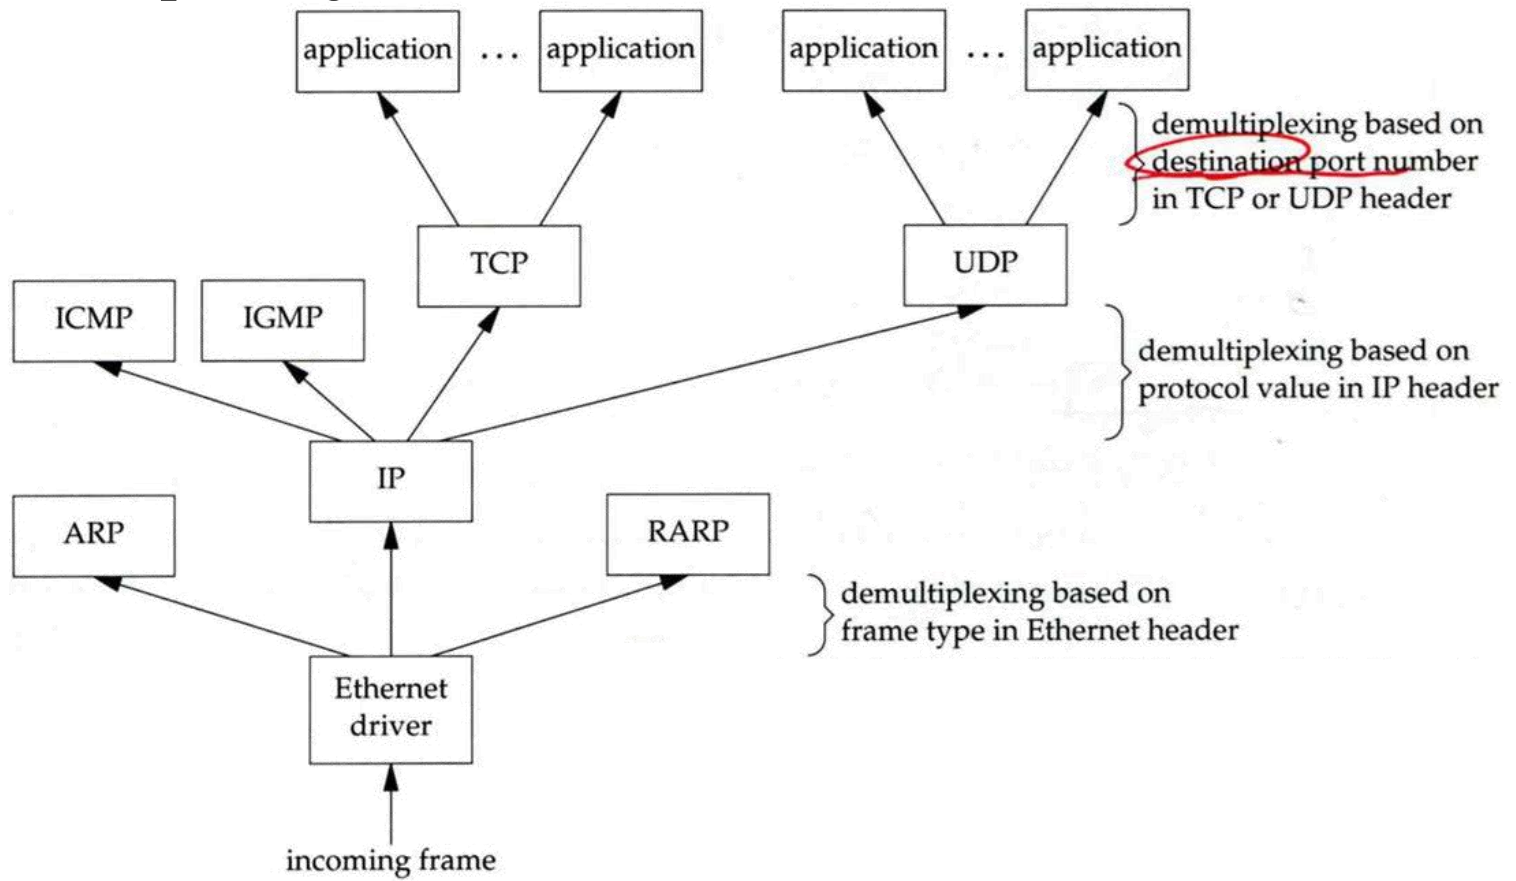 application ... application application ... application
demultiplexing based on
destination port number
in TCP or UDP header
TCP UDP
ICMP IGMP
demultiplexing based on
protocol value in IP header
IP
ARP RARP
demultiplexing based on
frame type in Ethernet header
Ethernet
driver
incoming frame